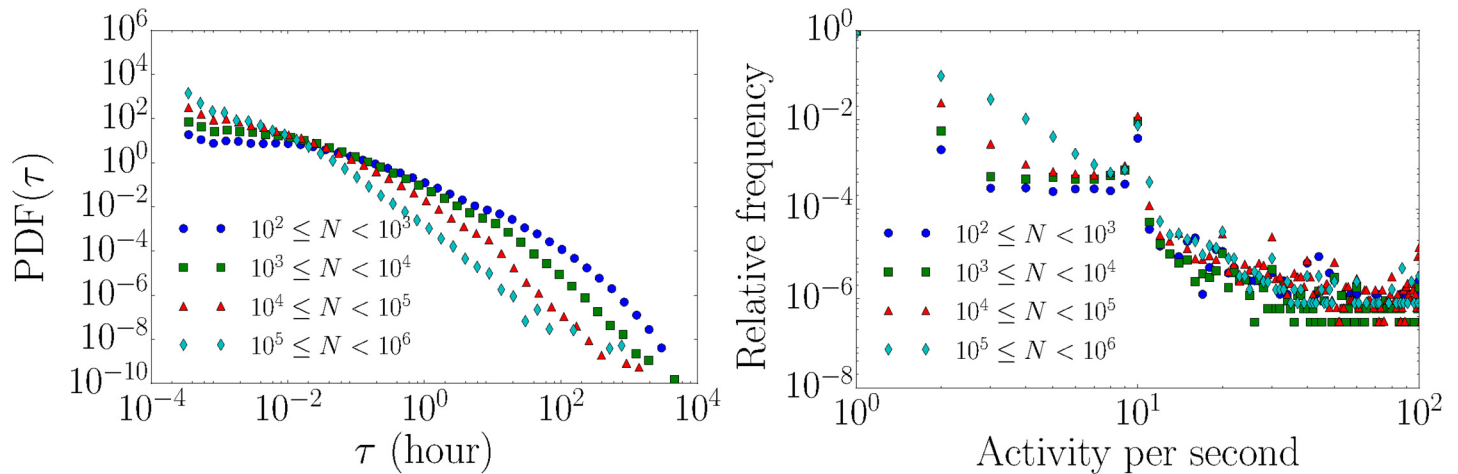 10^6
10^4
10^2
10^0
10^-2
10^-4
10^-6
10^-8
10^-10
PDF(τ)
10^2 ≤ N < 10^3
10^3 ≤ N < 10^4
10^4 ≤ N < 10^5
10^5 ≤ N < 10^6
10^-4 10^-2 10^0 10^2 10^4
τ (hour)
10^0
10^-2
10^-4
10^-6
10^-8
Relative frequency
10^2 ≤ N < 10^3
10^3 ≤ N < 10^4
10^4 ≤ N < 10^5
10^5 ≤ N < 10^6
10^0 10^1 10^2
Activity per second